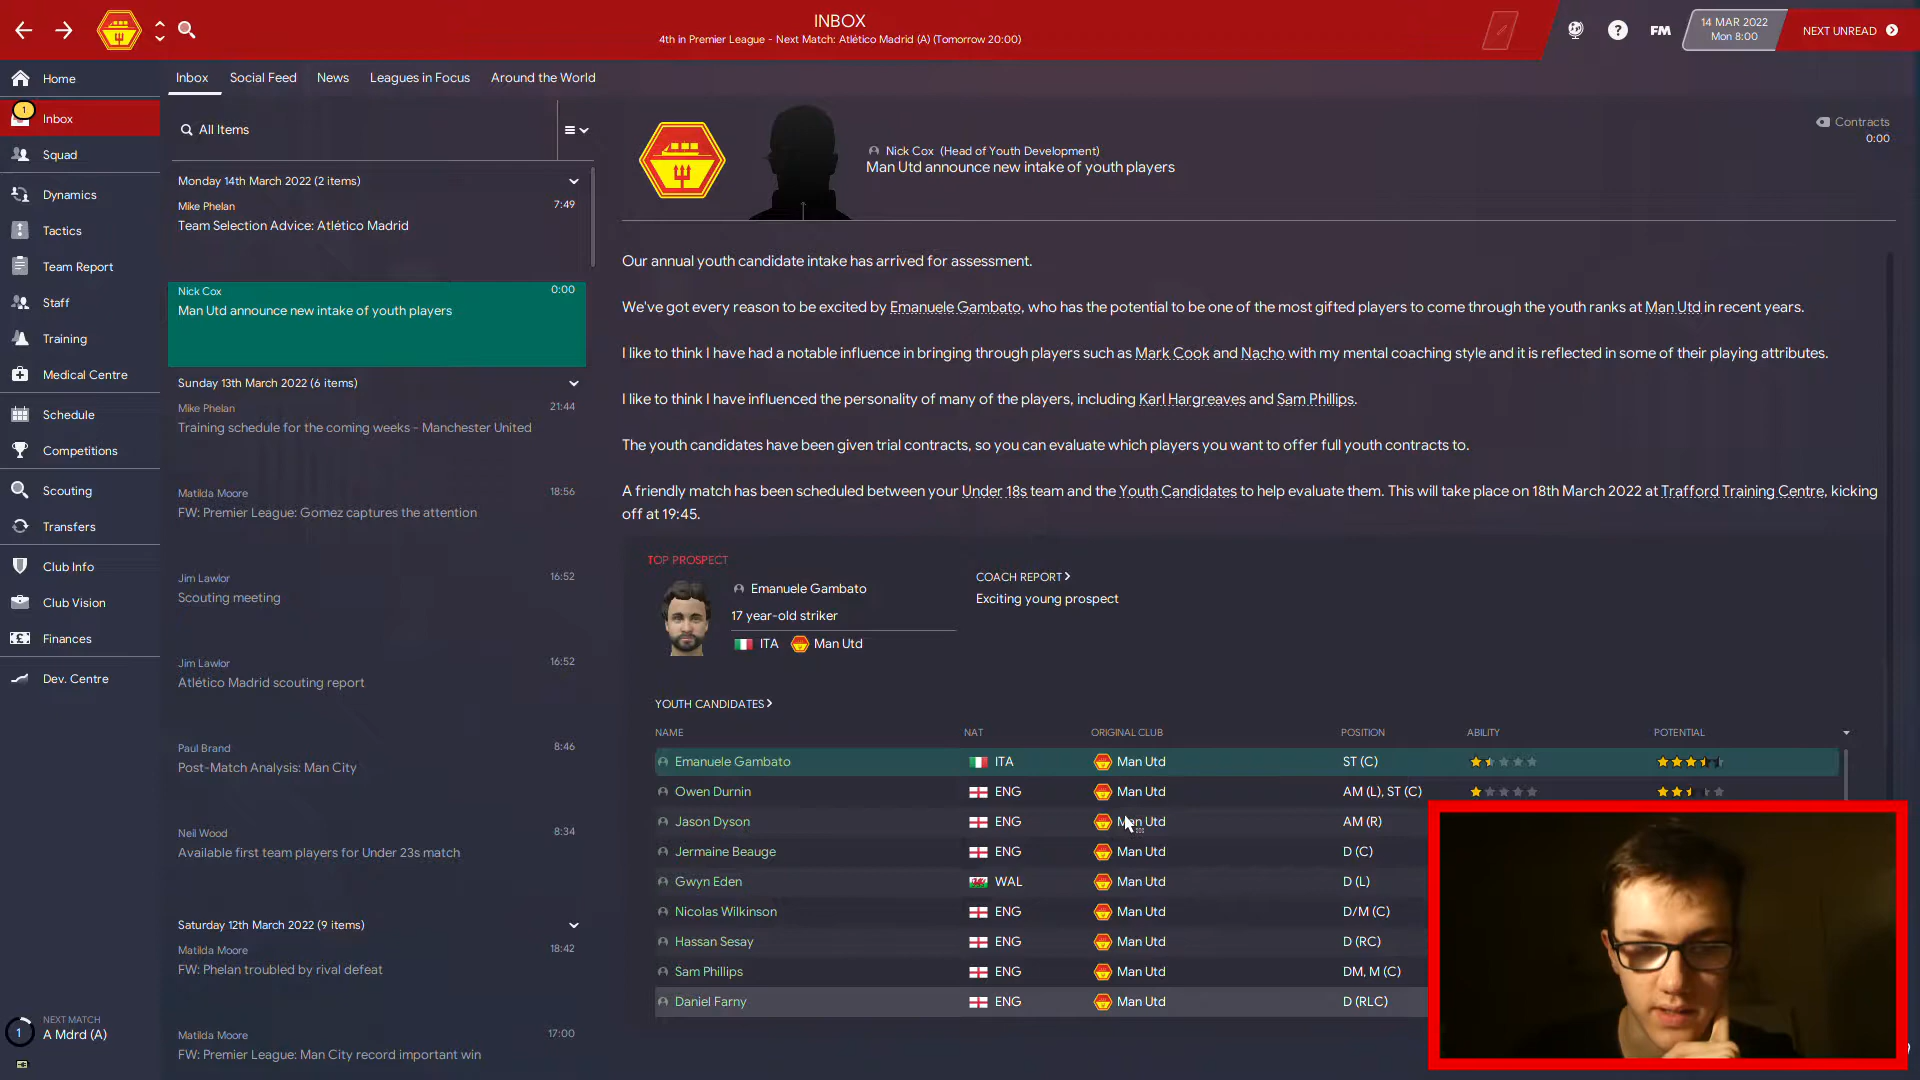 INBOX
4th in Premier League - Next Match: Atlético Madrid (A) (Tomorrow 20:00)
FM
14 MAR 2022
Mon 8:00
NEXT UNREAD
Home
1
Inbox
Squad
Dynamics
Tactics
Team Report
Staff
Training
Medical Centre
Schedule
Competitions
Scouting
Transfers
Club Info
Club Vision
Finances
Dev. Centre
NEXT MATCH
1
A Mdrd (A)
Inbox Social Feed News Leagues in Focus Around the World
All Items
Monday 14th March 2022 (2 items)
Mike Phelan 7:49
Team Selection Advice: Atlético Madrid
Nick Cox 0:00
Man Utd announce new intake of youth players
Sunday 13th March 2022 (6 items)
Mike Phelan 21:44
Training schedule for the coming weeks - Manchester United
Matilda Moore 18:56
FW: Premier League: Gomez captures the attention
Jim Lawlor 16:52
Scouting meeting
Jim Lawlor 16:52
Atlético Madrid scouting report
Paul Brand 8:46
Post-Match Analysis: Man City
Neil Wood 8:34
Available first team players for Under 23s match
Saturday 12th March 2022 (9 items)
Matilda Moore 18:42
FW: Phelan troubled by rival defeat
Matilda Moore 17:00
FW: Premier League: Man City record important win
Nick Cox (Head of Youth Development)
Man Utd announce new intake of youth players
Contracts
0:00
Our annual youth candidate intake has arrived for assessment.
We've got every reason to be excited by Emanuele Gambato, who has the potential to be one of the most gifted players to come through the youth ranks at Man Utd in recent years.
I like to think I have had a notable influence in bringing through players such as Mark Cook and Nacho with my mental coaching style and it is reflected in some of their playing attributes.
I like to think I have influenced the personality of many of the players, including Karl Hargreaves and Sam Phillips.
The youth candidates have been given trial contracts, so you can evaluate which players you want to offer full youth contracts to.
A friendly match has been scheduled between your Under 18s team and the Youth Candidates to help evaluate them. This will take place on 18th March 2022 at Trafford Training Centre, kicking
off at 19:45.
TOP PROSPECT
Emanuele Gambato
17 year-old striker
ITA Man Utd
COACH REPORT
Exciting young prospect
YOUTH CANDIDATES
NAME NAT ORIGINAL CLUB POSITION ABILITY POTENTIAL
Emanuele Gambato ITA Man Utd ST (C)
Owen Durnin ENG Man Utd AM (L), ST (C)
Jason Dyson ENG Man Utd AM (R)
Jermaine Beauge ENG Man Utd D (C)
Gwyn Eden WAL Man Utd D (L)
Nicolas Wilkinson ENG Man Utd D/M (C)
Hassan Sesay ENG Man Utd D (RC)
Sam Phillips ENG Man Utd DM, M (C)
Daniel Farny ENG Man Utd D (RLC)